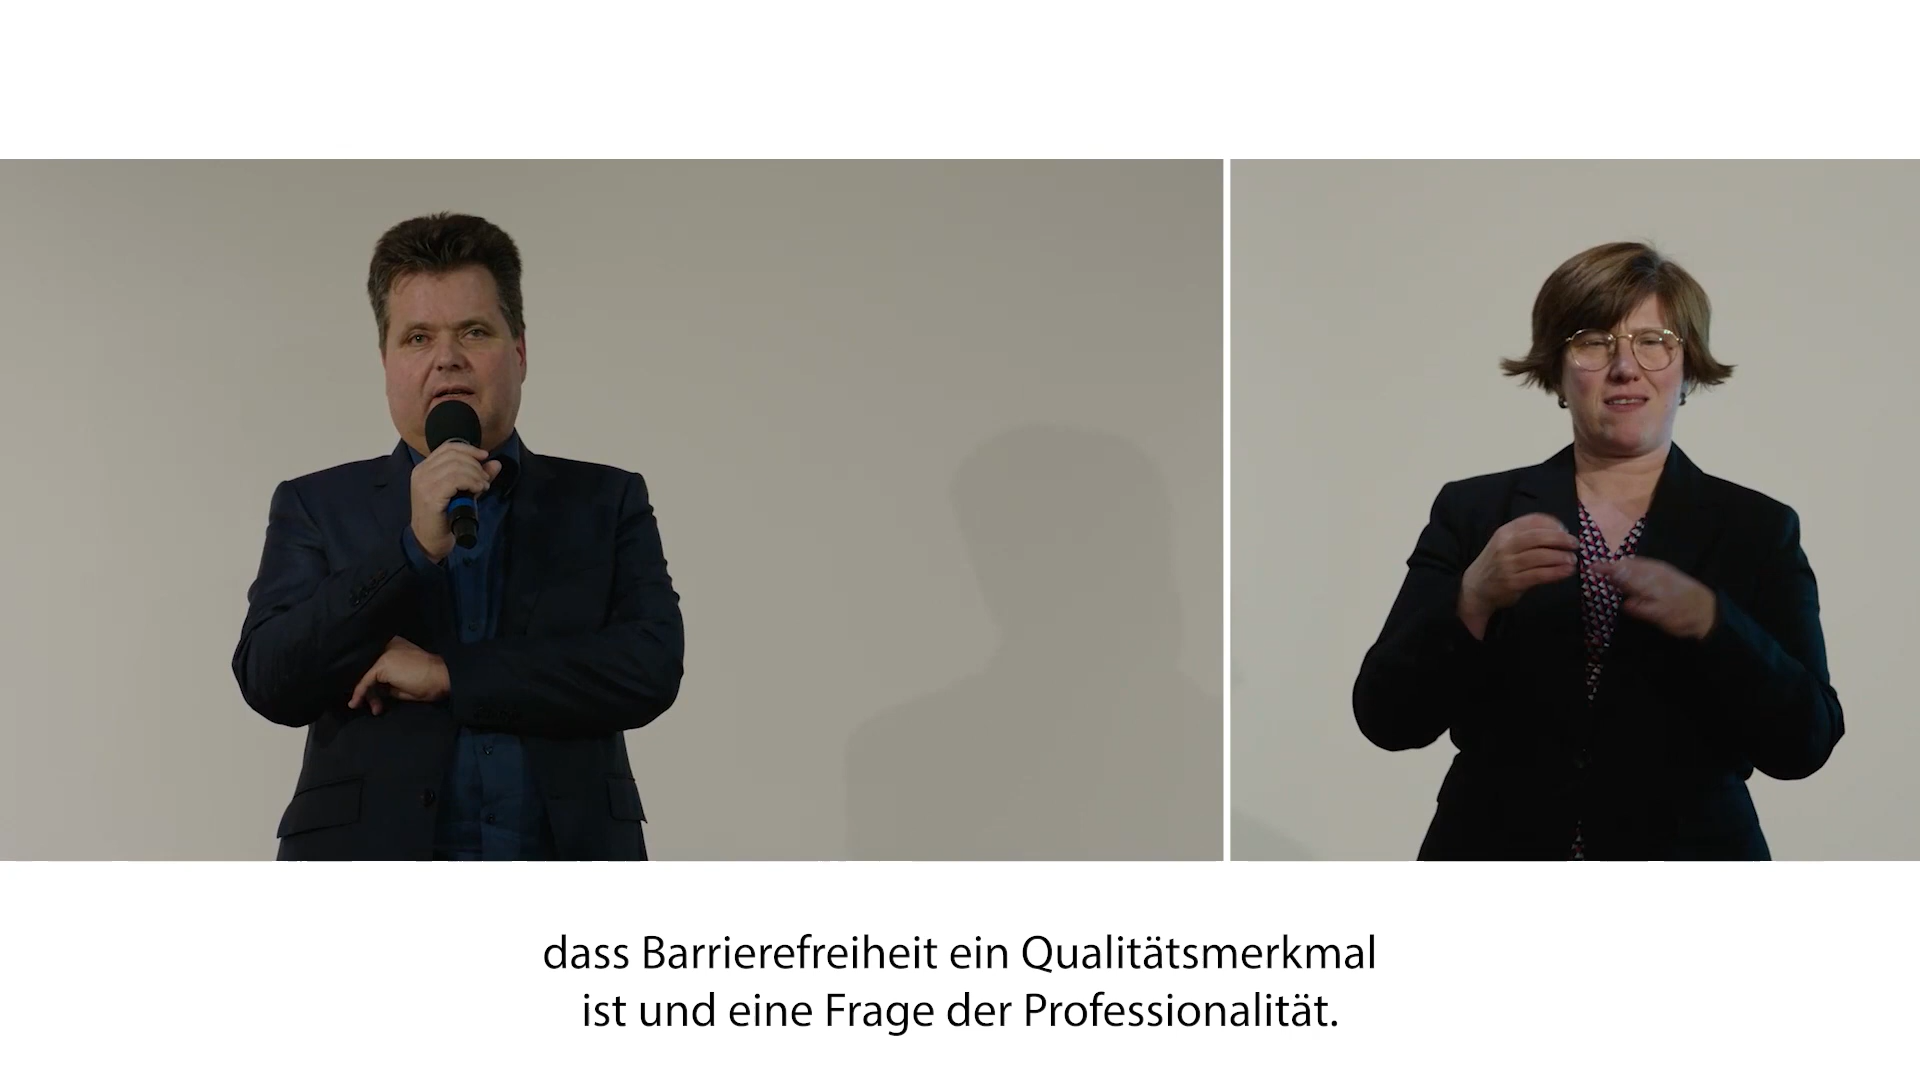 dass Barrierefreiheit ein Qualitätsmerkmal
ist und eine Frage der Professionalität.